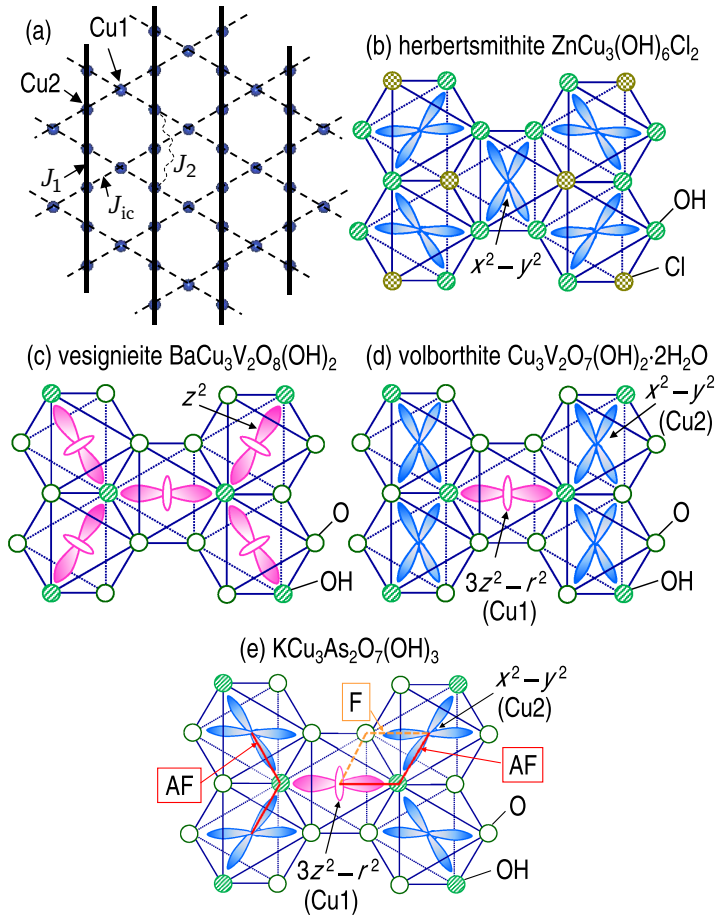 (a)
Cu1
Cu2
J1
Jic
J2
(b) herbertsmithite ZnCu3(OH)6Cl2
OH
Cl
x2 – y2
(c) vesignieite BaCu3V2O8(OH)2
z2
O
OH
(d) volborthite Cu3V2O7(OH)2·2H2O
x2 – y2
(Cu2)
O
OH
3z2 – r2
(Cu1)
(e) KCu3As2O7(OH)3
x2 – y2
(Cu2)
F
AF
AF
O
OH
3z2 – r2
(Cu1)